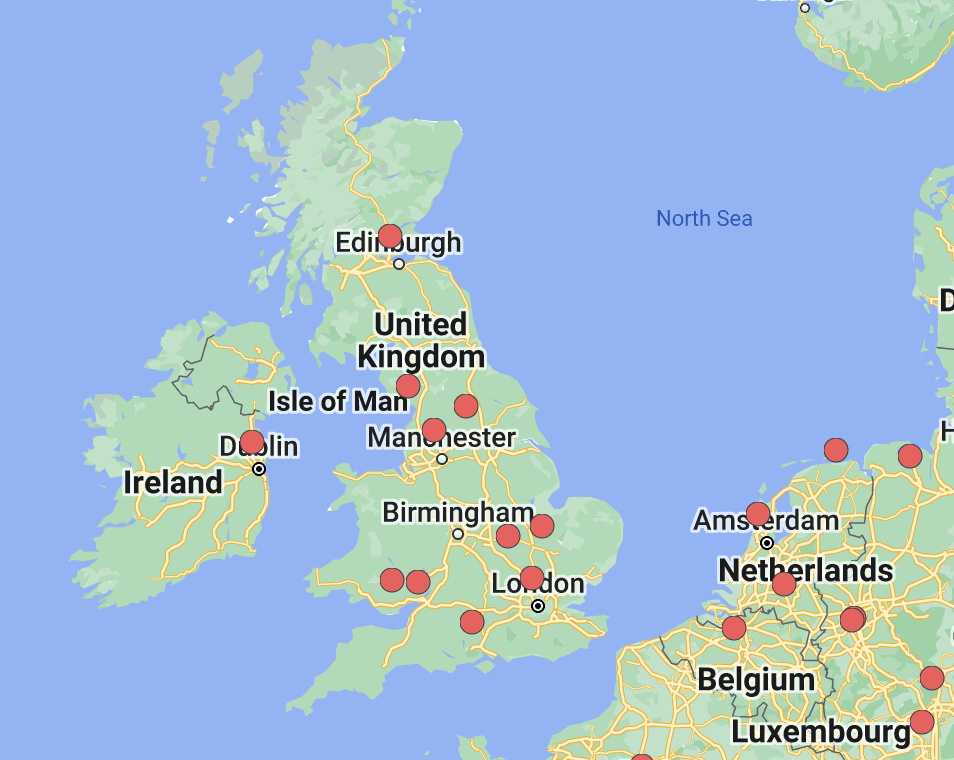 North Sea
Edinburgh
United
Kingdom
Isle of Man
Manchester
Dublin
Ireland
Birmingham
London
Amsterdam
Netherlands
Belgium
Luxembourg